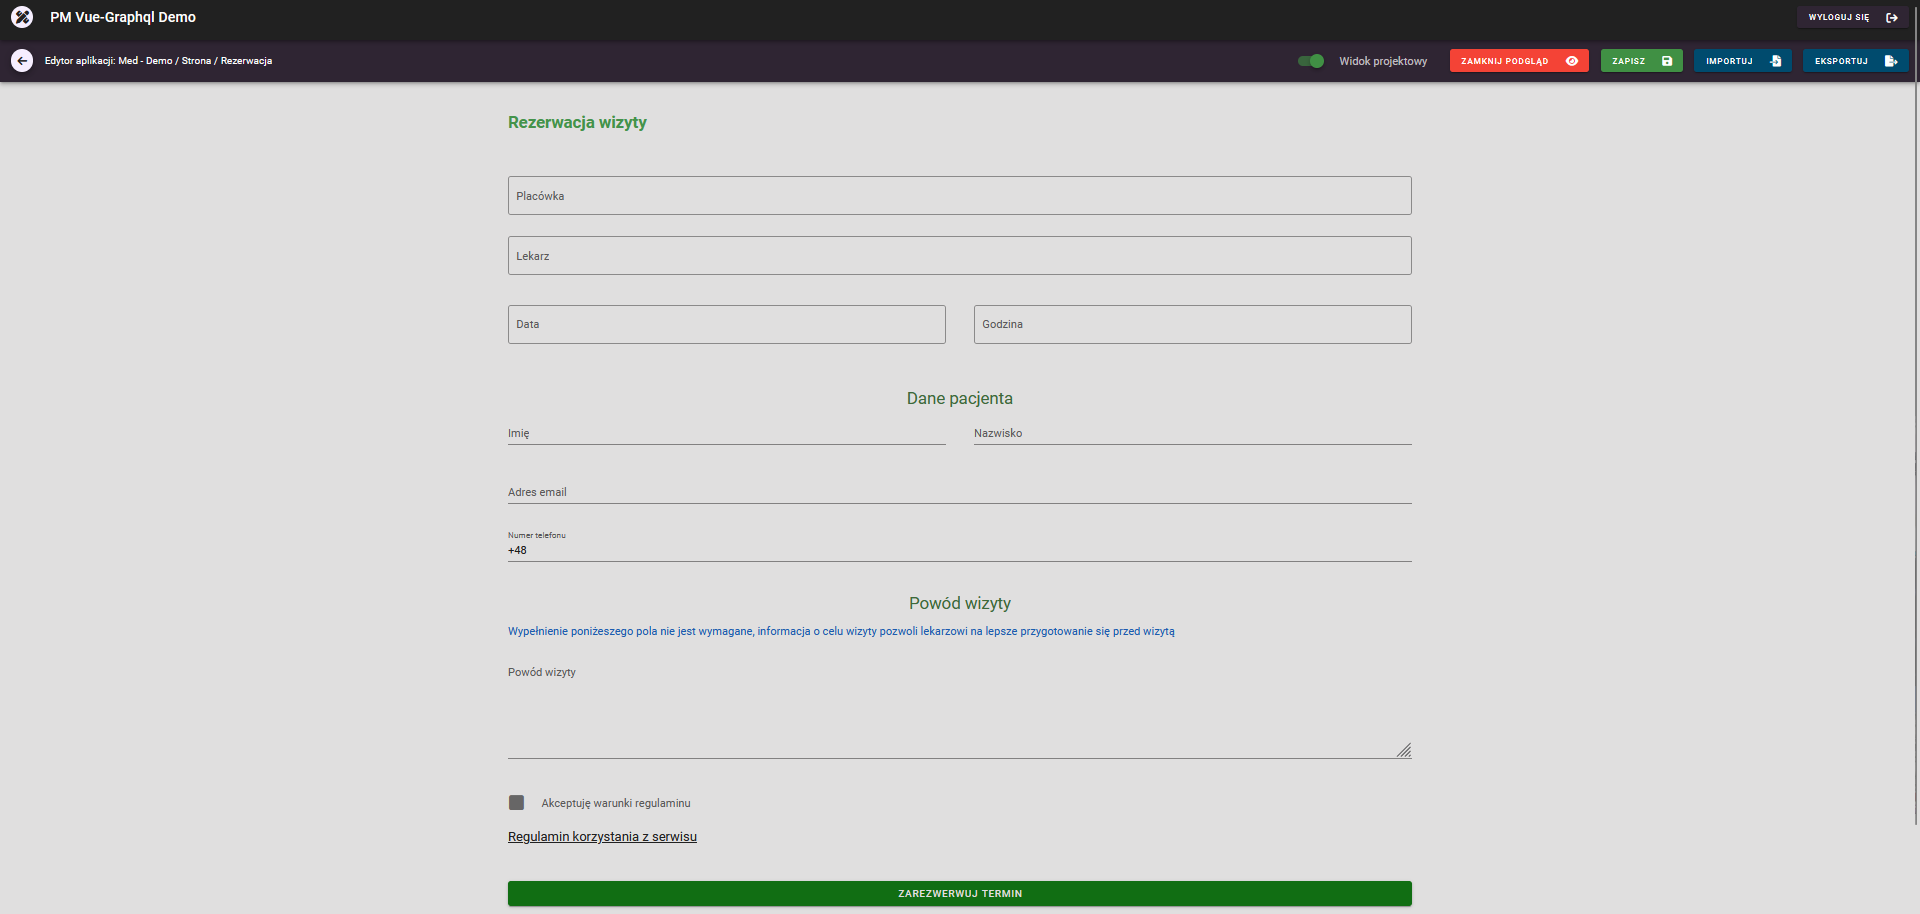 PM Vue-Graphql Demo
WYLOGUJ SIĘ
Edytor aplikacji: Med - Demo / Strona / Rezerwacja
Widok projektowy
ZAMKNIJ PODGLĄD
ZAPISZ
IMPORTUJ
EKSPORTUJ
Rezerwacja wizyty
Placówka
Lekarz
Data
Godzina
Dane pacjenta
Imię
Nazwisko
Adres email
Numer telefonu
+48
Powód wizyty
Wypełnienie poniżeszego pola nie jest wymagane, informacja o celu wizyty pozwoli lekarzowi na lepsze przygotowanie się przed wizytą
Powód wizyty
Akceptuję warunki regulaminu
Regulamin korzystania z serwisu
ZAREZWERWUJ TERMIN